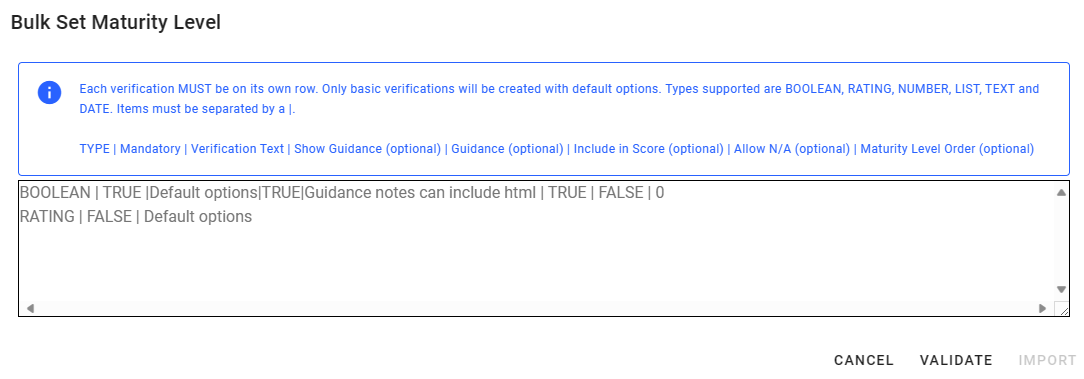 Bulk Set Maturity Level
Each verification MUST be on its own row. Only basic verifications will be created with default options. Types supported are BOOLEAN, RATING, NUMBER, LIST, TEXT and
DATE. Items must be separated by a |.
TYPE | Mandatory | Verification Text | Show Guidance (optional) | Guidance (optional) | Include in Score (optional) | Allow N/A (optional) | Maturity Level Order (optional)
BOOLEAN | TRUE |Default options|TRUE|Guidance notes can include html | TRUE | FALSE | 0
RATING | FALSE | Default options
CANCEL VALIDATE IMPORT